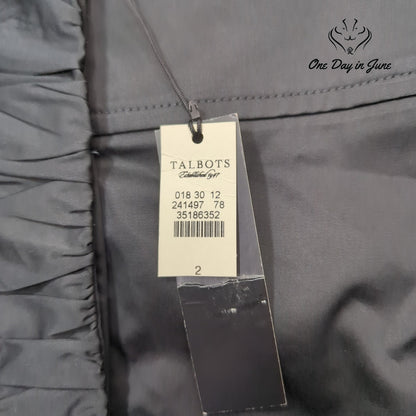 One Day in June
TALBOTS
Established 1947
018 30 12
241497 78
35186352
2